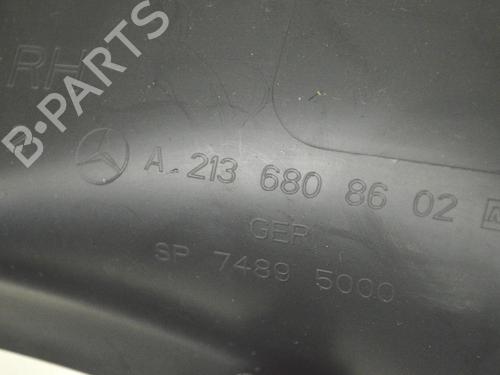 RH
B-PARTS
A 213 680 86 02
GER
SP 7489 5000